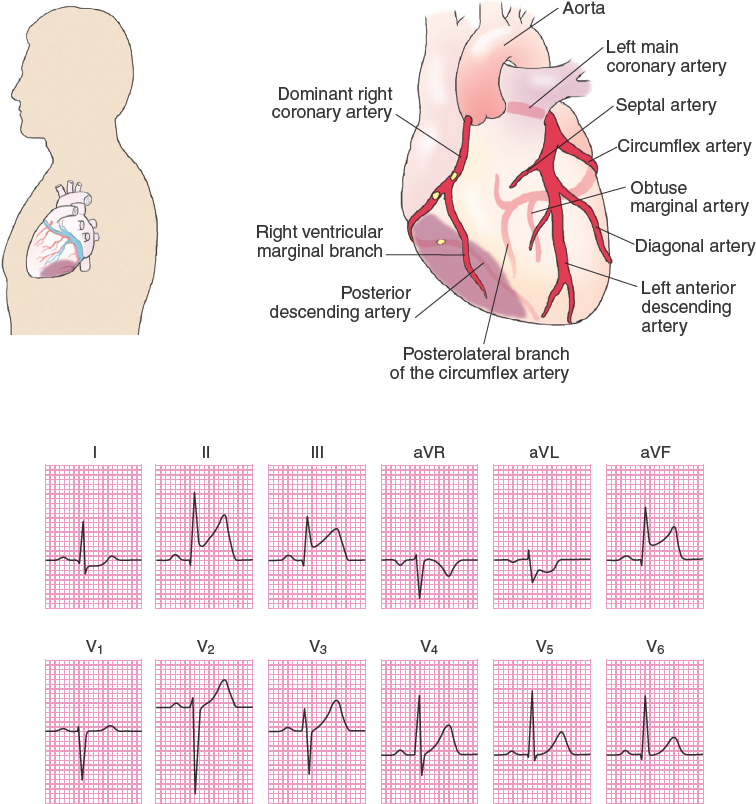 Aorta
Left main
coronary artery
Dominant right
coronary artery
Septal artery
Circumflex artery
Obtuse
marginal artery
Right ventricular
marginal branch
Diagonal artery
Posterior
descending artery
Left anterior
descending
artery
Posterolateral branch
of the circumflex artery
I II III aVR aVL aVF
V1 V2 V3 V4 V5 V6